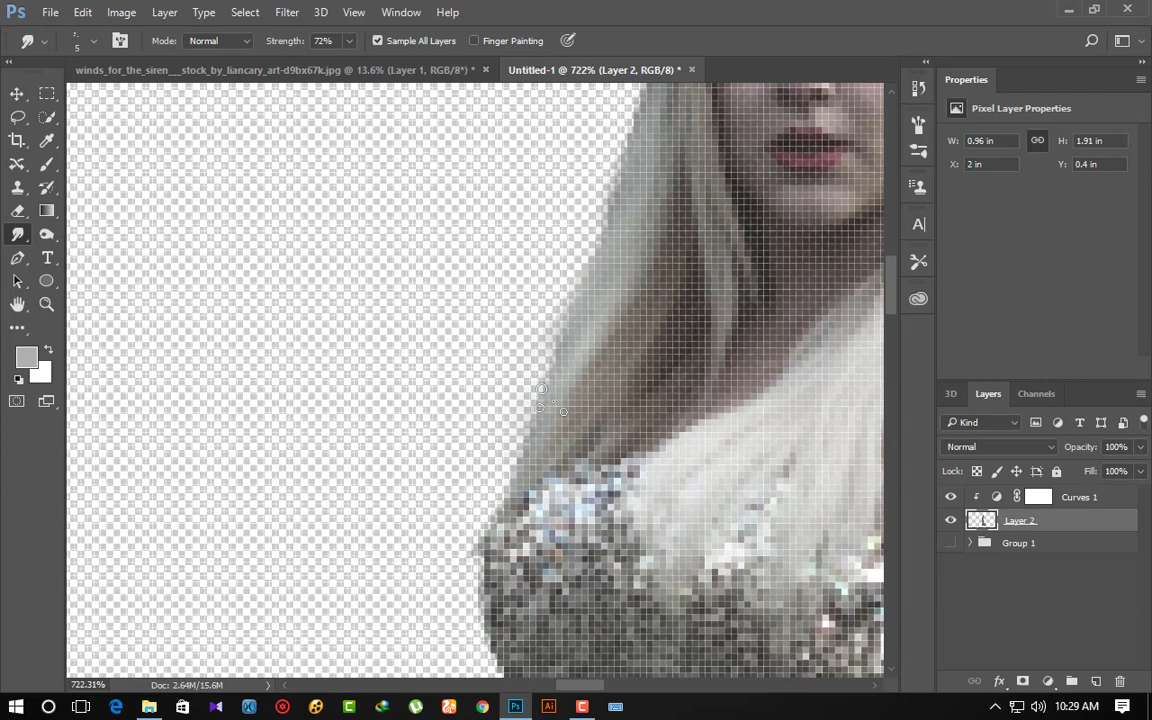 Ps File Edit Image Layer Type Select Filter 3D View Window Help
5 Mode: Normal Strength: 72% Sample All Layers Finger Painting
winds_for_the_siren__stock_by_liancary_art-d9bx67k.jpg @ 13.6% (Layer 1, RGB/8*) * × Untitled-1 @ 722% (Layer 2, RGB/8) * ×
Properties
Pixel Layer Properties
W: 0.96 in H: 1.91 in
X: 2 in Y: 0.4 in
3D Layers Channels
Kind
Normal Opacity: 100%
Lock: Fill: 100%
Curves 1
Layer 2
Group 1
722.31% Doc: 2.64M/15.6M
10:29 AM